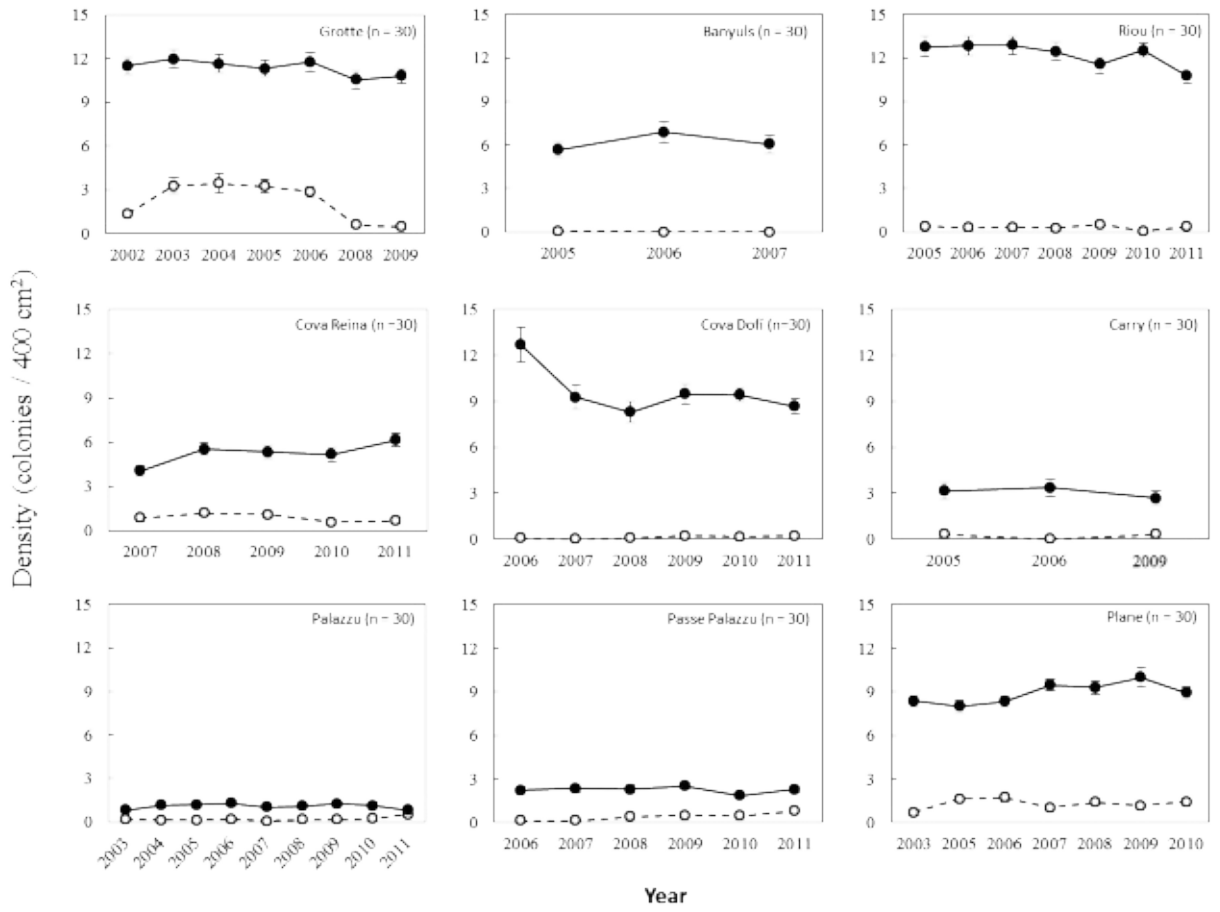 Density (colonies / 400 cm²)
Grotte (n = 30)
15
12
9
6
3
0
2002 2003 2004 2005 2006 2008 2009
Banyuls (n = 30)
15
12
9
6
3
0
2005 2006 2007
Riou (n = 30)
15
12
9
6
3
0
2005 2006 2007 2008 2009 2010 2011
Cova Reina (n =30)
15
12
9
6
3
0
2007 2008 2009 2010 2011
Cova Dofí (n=30)
15
12
9
6
3
0
2006 2007 2008 2009 2010 2011
Carry (n = 30)
15
12
9
6
3
0
2005 2006 2009
Palazzu (n = 30)
15
12
9
6
3
0
2003 2004 2005 2006 2007 2008 2009 2010 2011
Passe Palazzu (n = 30)
15
12
9
6
3
0
2006 2007 2008 2009 2010 2011
Plane (n = 30)
15
12
9
6
3
0
2003 2005 2006 2007 2008 2009 2010
Year